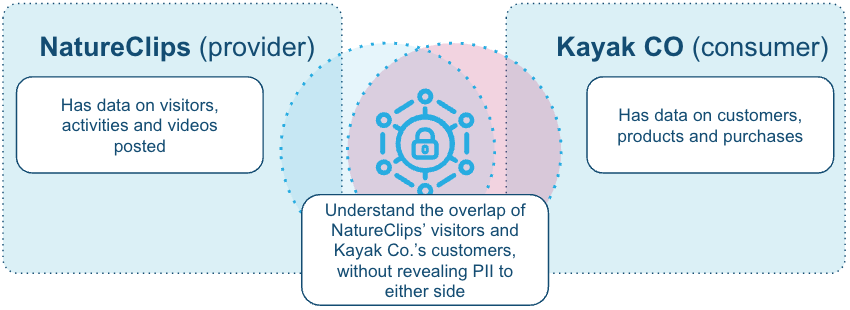 NatureClips (provider)
Kayak CO (consumer)
Has data on visitors,
activities and videos
posted
Has data on customers,
products and purchases
Understand the overlap of
NatureClips’ visitors and
Kayak Co.’s customers,
without revealing PII to
either side